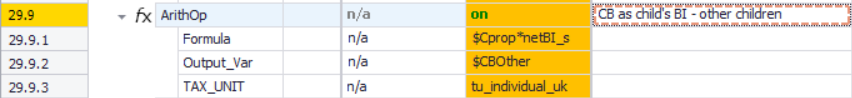 29.9 fx ArithOp n/a on CB as child's BI - other children
29.9.1 Formula n/a $Cprop*netBI_s
29.9.2 Output_Var n/a $CBOther
29.9.3 TAX_UNIT n/a tu_individual_uk